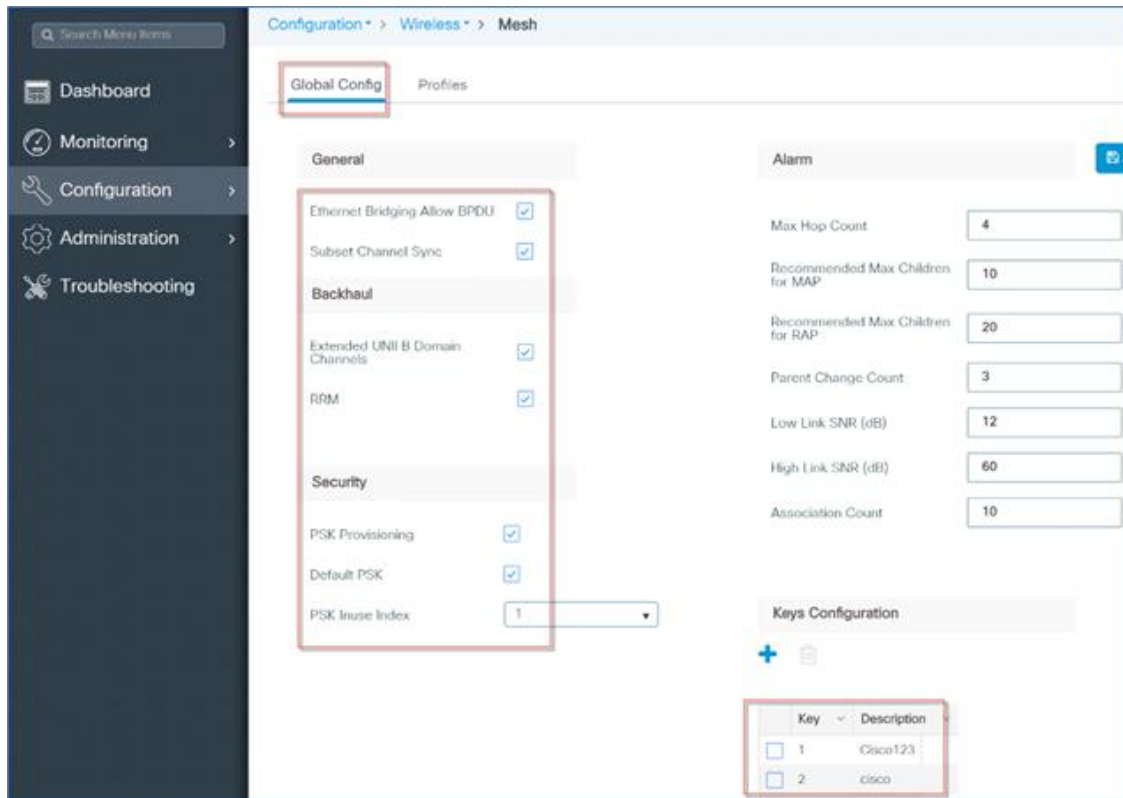 Search Menu Items
Dashboard
Monitoring
Configuration
Administration
Troubleshooting
Configuration > Wireless > Mesh
Global Config Profiles
General
Ethernet Bridging Allow BPDU
Subset Channel Sync
Backhaul
Extended UNII B Domain
Channels
RRM
Security
PSK Provisioning
Default PSK
PSK Inuse Index 1
Alarm
Max Hop Count 4
Recommended Max Children
for MAP 10
Recommended Max Children
for RAP 20
Parent Change Count 3
Low Link SNR (dB) 12
High Link SNR (dB) 60
Association Count 10
Keys Configuration
Key Description
1 Cisco123
2 cisco